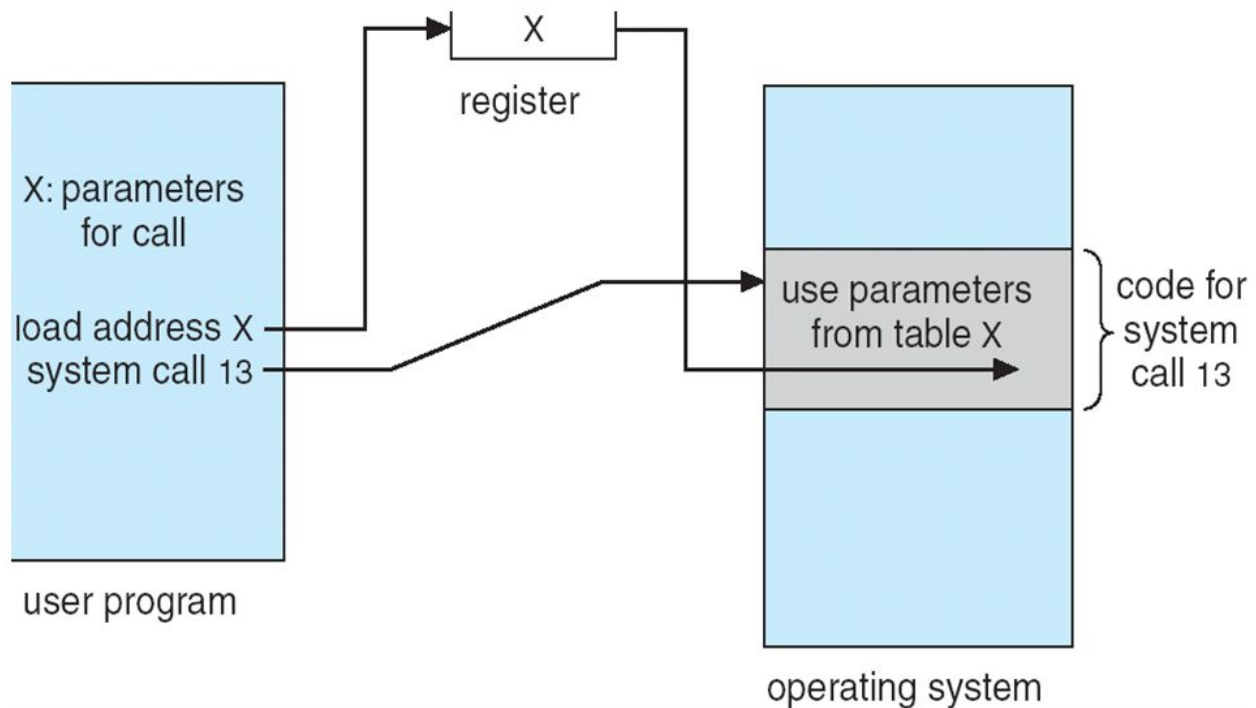 X
register
X: parameters
for call
load address X
system call 13
user program
use parameters
from table X
code for
system
call 13
operating system